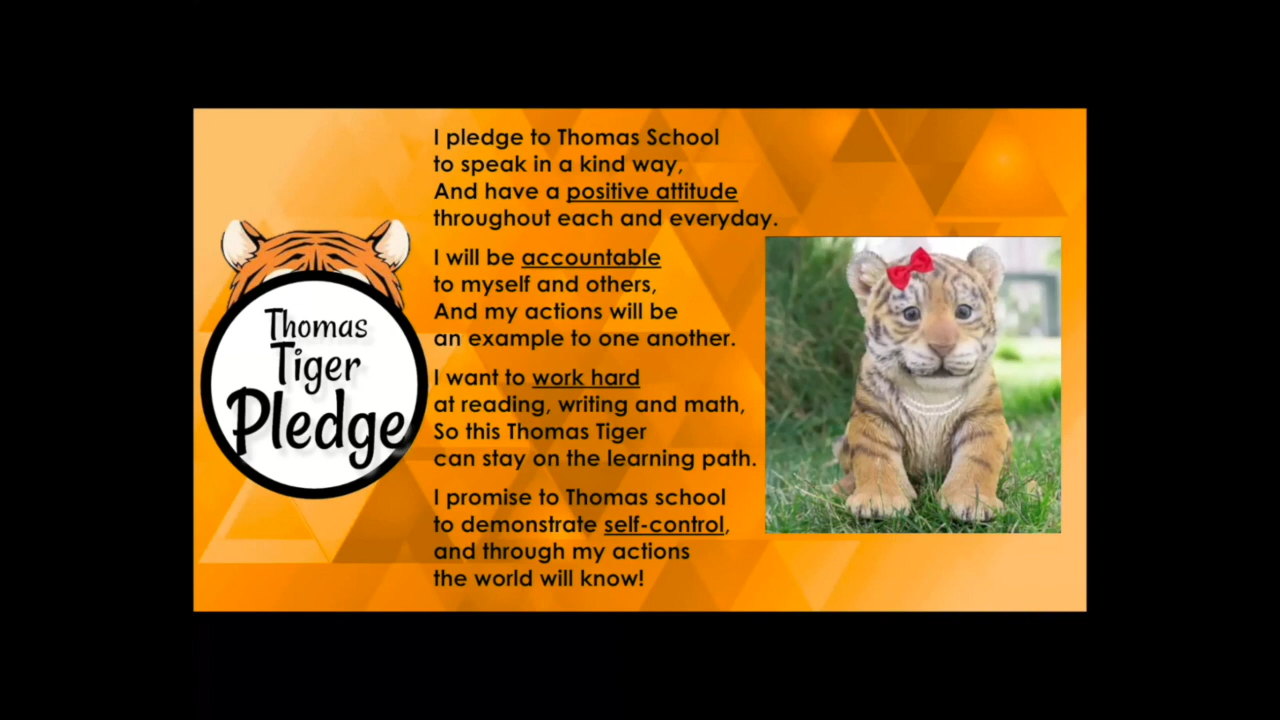 Thomas
Tiger
Pledge
I pledge to Thomas School
to speak in a kind way,
And have a positive attitude
throughout each and everyday.
I will be accountable
to myself and others,
And my actions will be
an example to one another.
I want to work hard
at reading, writing and math,
So this Thomas Tiger
can stay on the learning path.
I promise to Thomas school
to demonstrate self-control,
and through my actions
the world will know!